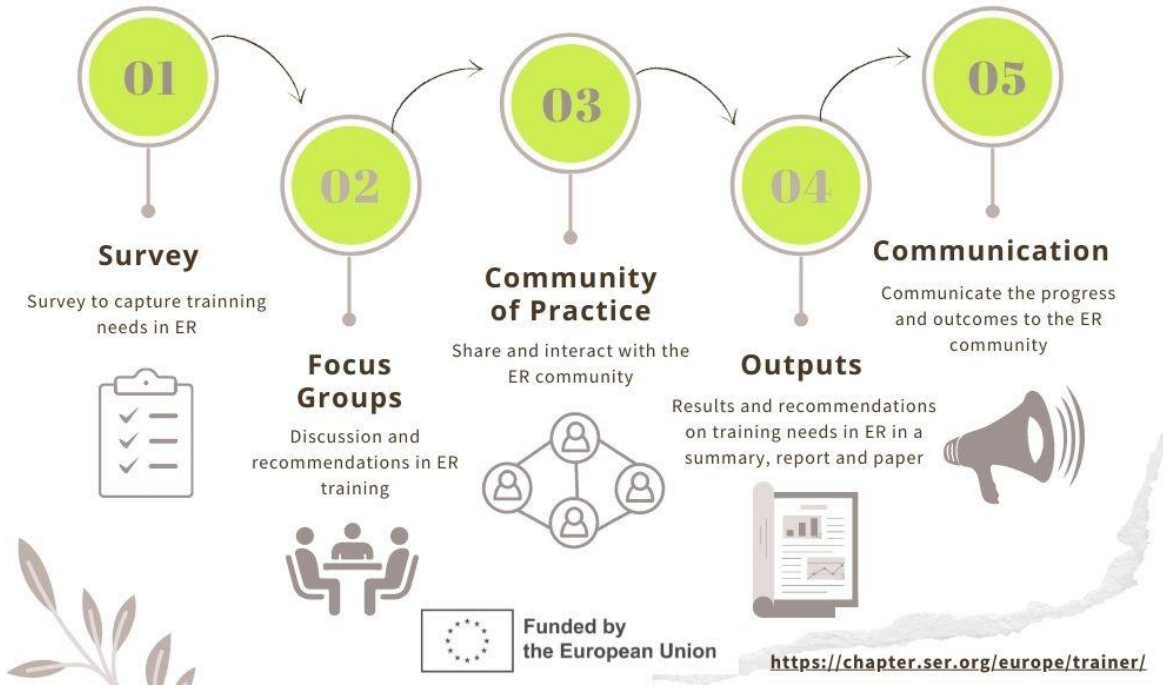 01
Survey
Survey to capture trainning
needs in ER
02
Focus
Groups
Discussion and
recommendations in ER
training
03
Community
of Practice
Share and interact with the
ER community
04
Outputs
Results and recommendations
on training needs in ER in a
summary, report and paper
05
Communication
Communicate the progress
and outcomes to the ER
community
Funded by
the European Union
https://chapter.ser.org/europe/trainer/